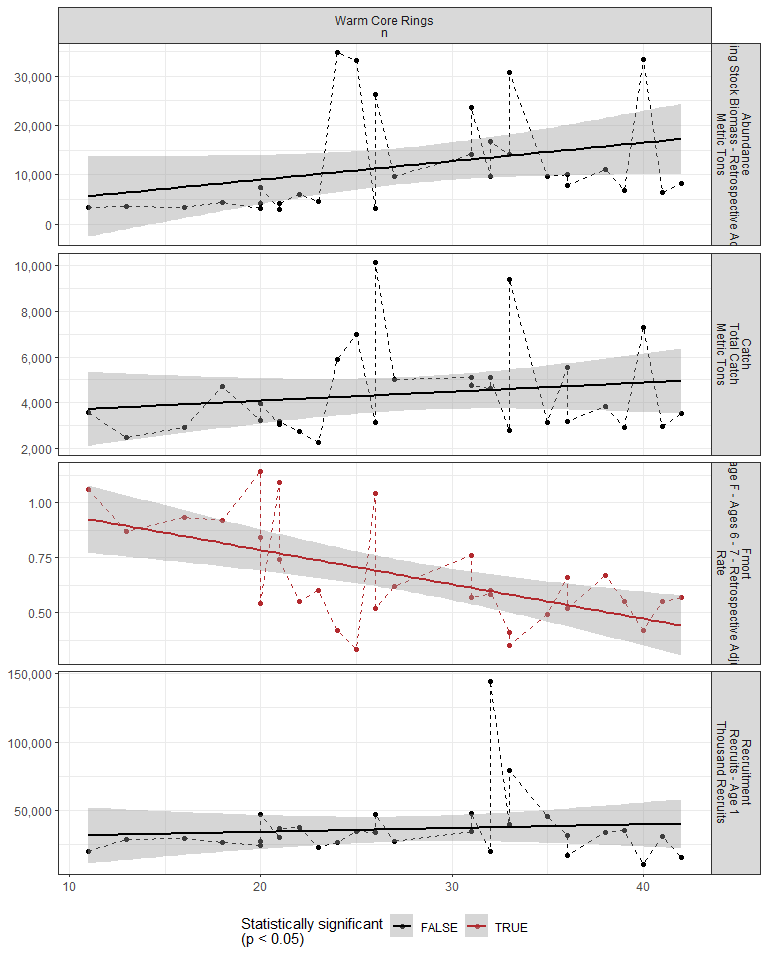 Warm Core Rings
n
30,000
20,000
10,000
0
Abundance
ing Stock Biomass - Retrospective Ad
Metric Tons
10,000
8,000
6,000
4,000
2,000
Catch
Total Catch
Metric Tons
1.00
0.75
0.50
Fmort
age F - Ages 6 - 7 - Retrospective Adju
Rate
150,000
100,000
50,000
Recruitment
Recruits - Age 1
Thousand Recruits
10 20 30 40
Statistically significant
(p < 0.05)
FALSE TRUE